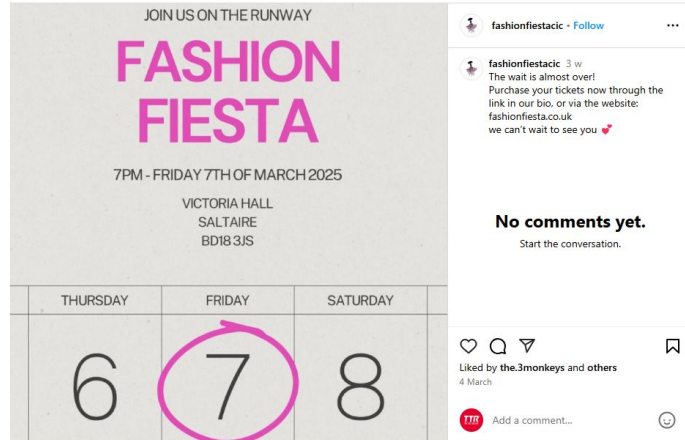 JOIN US ON THE RUNWAY
FASHION
FIESTA
7PM - FRIDAY 7TH OF MARCH 2025
VICTORIA HALL
SALTAIRE
BD18 3JS
THURSDAY
FRIDAY
SATURDAY
6
7
8
fashionfiestacic • Follow
fashionfiestacic 3 w
The wait is almost over!
Purchase your tickets now through the
link in our bio, or via the website:
fashionfiesta.co.uk
we can't wait to see you 💕
No comments yet.
Start the conversation.
Liked by the.3monkeys and others
4 March
TTR
Add a comment...